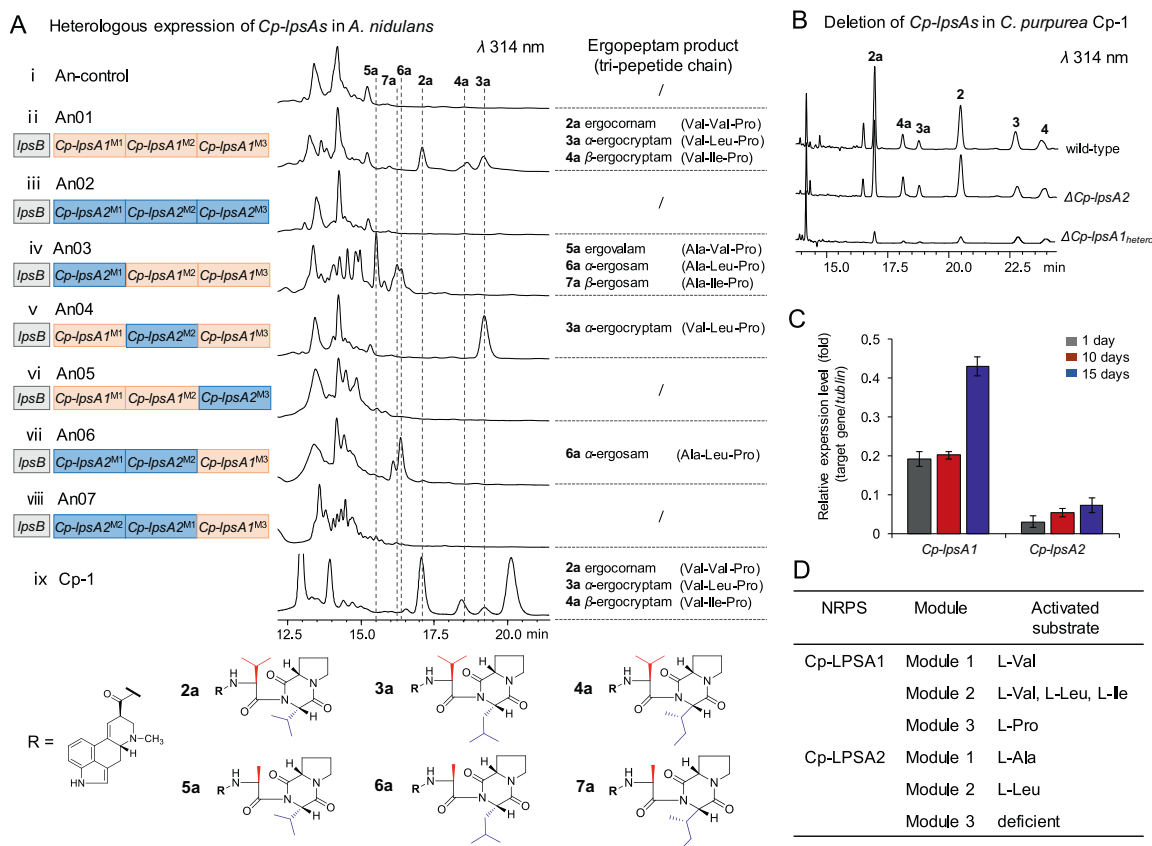 A Heterologous expression of Cp-lpsAs in A. nidulans
λ 314 nm
Ergopeptam product
(tri-pepetide chain)
5a 7a 6a 2a 4a 3a
i An-control
/
ii An01
lpsB Cp-lpsA1M1 Cp-lpsA1M2 Cp-lpsA1M3
2a ergocornam (Val-Val-Pro)
3a α-ergocryptam (Val-Leu-Pro)
4a β-ergocryptam (Val-Ile-Pro)
iii An02
lpsB Cp-lpsA2M1 Cp-lpsA2M2 Cp-lpsA2M3
/
iv An03
lpsB Cp-lpsA2M1 Cp-lpsA1M2 Cp-lpsA1M3
5a ergovalam (Ala-Val-Pro)
6a α-ergosam (Ala-Leu-Pro)
7a β-ergosam (Ala-Ile-Pro)
v An04
lpsB Cp-lpsA1M1 Cp-lpsA2M2 Cp-lpsA1M3
3a α-ergocryptam (Val-Leu-Pro)
vi An05
lpsB Cp-lpsA1M1 Cp-lpsA1M2 Cp-lpsA2M3
/
vii An06
lpsB Cp-lpsA2M1 Cp-lpsA2M2 Cp-lpsA1M3
6a α-ergosam (Ala-Leu-Pro)
viii An07
lpsB Cp-lpsA2M2 Cp-lpsA2M1 Cp-lpsA1M3
/
ix Cp-1
2a ergocornam (Val-Val-Pro)
3a α-ergocryptam (Val-Leu-Pro)
4a β-ergocryptam (Val-Ile-Pro)
12.5 15.0 17.5 20.0 min
R =
O
N CH3
H
HN
2a
R N H O N O H N O
3a
R N H O N O H N O
4a
R N H O N O H N O
5a
R N H O N O H N O
6a
R N H O N O H N O
7a
R N H O N O H N O
B Deletion of Cp-lpsAs in C. purpurea Cp-1
λ 314 nm
2a 4a 3a 2 3 4
wild-type
ΔCp-lpsA2
ΔCp-lpsA1hetero
15.0 17.5 20.0 22.5 min
C
Relative experssion level (fold)
(target gene/tublin)
0.5
0.4
0.3
0.2
0.1
0
1 day
10 days
15 days
Cp-lpsA1 Cp-lpsA2
D
NRPS Module Activated
substrate
Cp-LPSA1 Module 1 L-Val
Module 2 L-Val, L-Leu, L-Ile
Module 3 L-Pro
Cp-LPSA2 Module 1 L-Ala
Module 2 L-Leu
Module 3 deficient